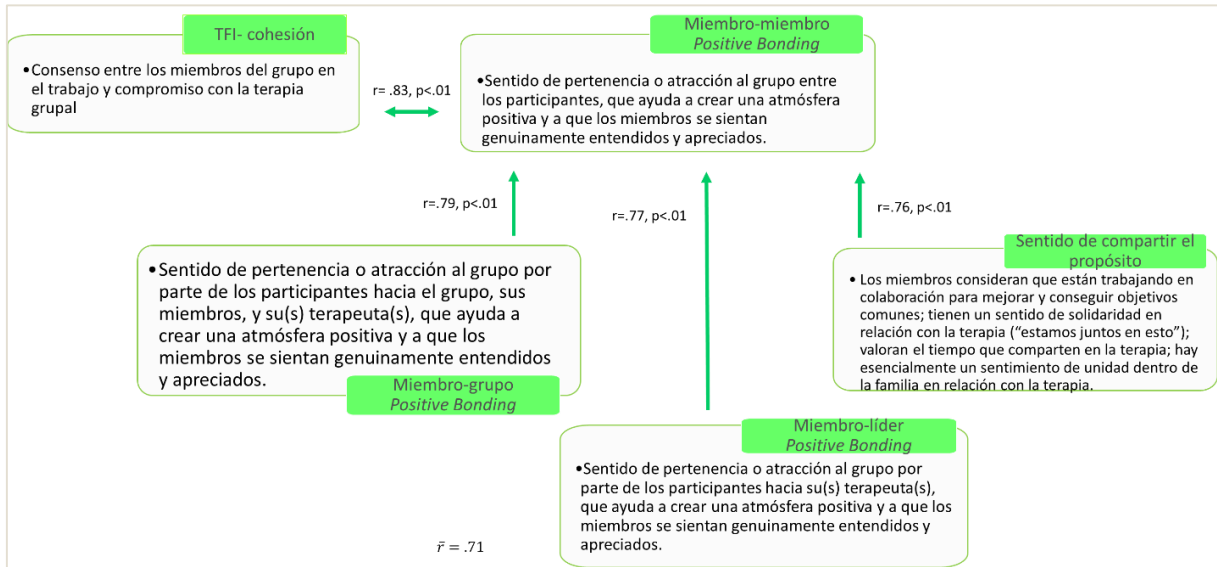 TFI- cohesión
•Consenso entre los miembros del grupo en
el trabajo y compromiso con la terapia
grupal
r= .83, p<.01
Miembro-miembro
Positive Bonding
•Sentido de pertenencia o atracción al grupo entre
los participantes, que ayuda a crear una atmósfera
positiva y a que los miembros se sientan
genuinamente entendidos y apreciados.
r=.79, p<.01
r=.77, p<.01
r=.76, p<.01
•Sentido de pertenencia o atracción al grupo por
parte de los participantes hacia el grupo, sus
miembros, y su(s) terapeuta(s), que ayuda a
crear una atmósfera positiva y a que los
miembros se sientan genuinamente entendidos
y apreciados.
Miembro-grupo
Positive Bonding
Sentido de compartir el
propósito
• Los miembros consideran que están trabajando en
colaboración para mejorar y conseguir objetivos
comunes; tienen un sentido de solidaridad en
relación con la terapia (“estamos juntos en esto”);
valoran el tiempo que comparten en la terapia; hay
esencialmente un sentimiento de unidad dentro de
la familia en relación con la terapia.
Miembro-líder
Positive Bonding
•Sentido de pertenencia o atracción al grupo por
parte de los participantes hacia su(s) terapeuta(s),
que ayuda a crear una atmósfera positiva y a que los
miembros se sientan genuinamente entendidos y
apreciados.
r̄ = .71